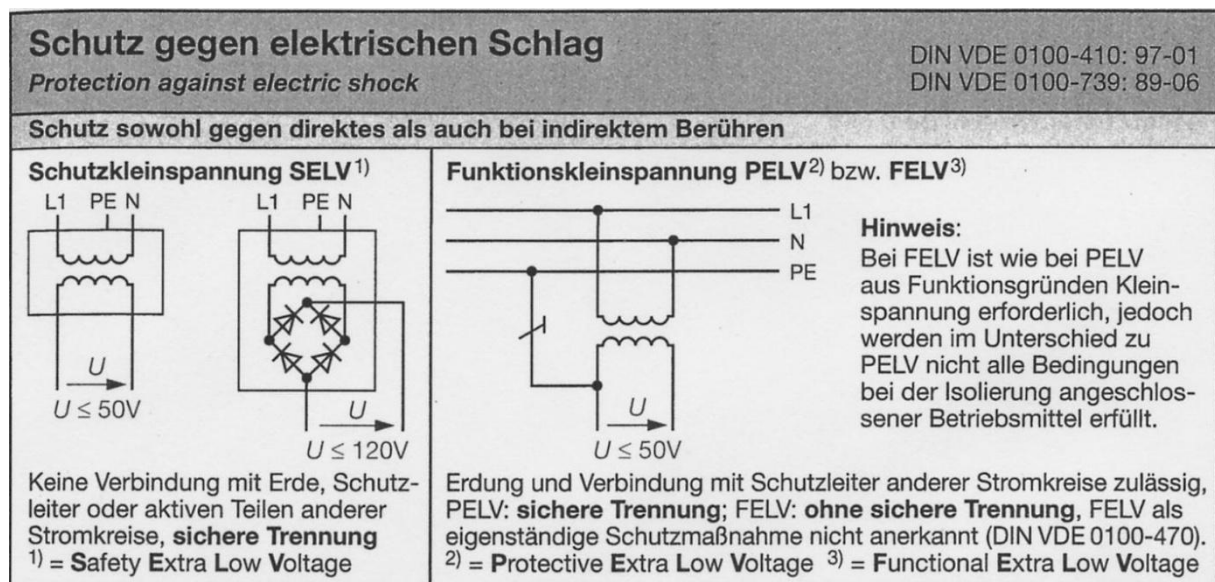 Schutz gegen elektrischen Schlag
Protection against electric shock
DIN VDE 0100-410: 97-01
DIN VDE 0100-739: 89-06
Schutz sowohl gegen direktes als auch bei indirektem Berühren
Schutzkleinspannung SELV1)
L1 PE N
L1 PE N
U
U ≤ 50V
U
U ≤ 120V
Keine Verbindung mit Erde, Schutz-
leiter oder aktiven Teilen anderer
Stromkreise, sichere Trennung
1) = Safety Extra Low Voltage
Funktionskleinspannung PELV2) bzw. FELV3)
L1
N
PE
U
U ≤ 50V
Hinweis:
Bei FELV ist wie bei PELV
aus Funktionsgründen Klein-
spannung erforderlich, jedoch
werden im Unterschied zu
PELV nicht alle Bedingungen
bei der Isolierung angeschlos-
sener Betriebsmittel erfüllt.
Erdung und Verbindung mit Schutzleiter anderer Stromkreise zulässig,
PELV: sichere Trennung; FELV: ohne sichere Trennung, FELV als
eigenständige Schutzmaßnahme nicht anerkannt (DIN VDE 0100-470).
2) = Protective Extra Low Voltage 3) = Functional Extra Low Voltage